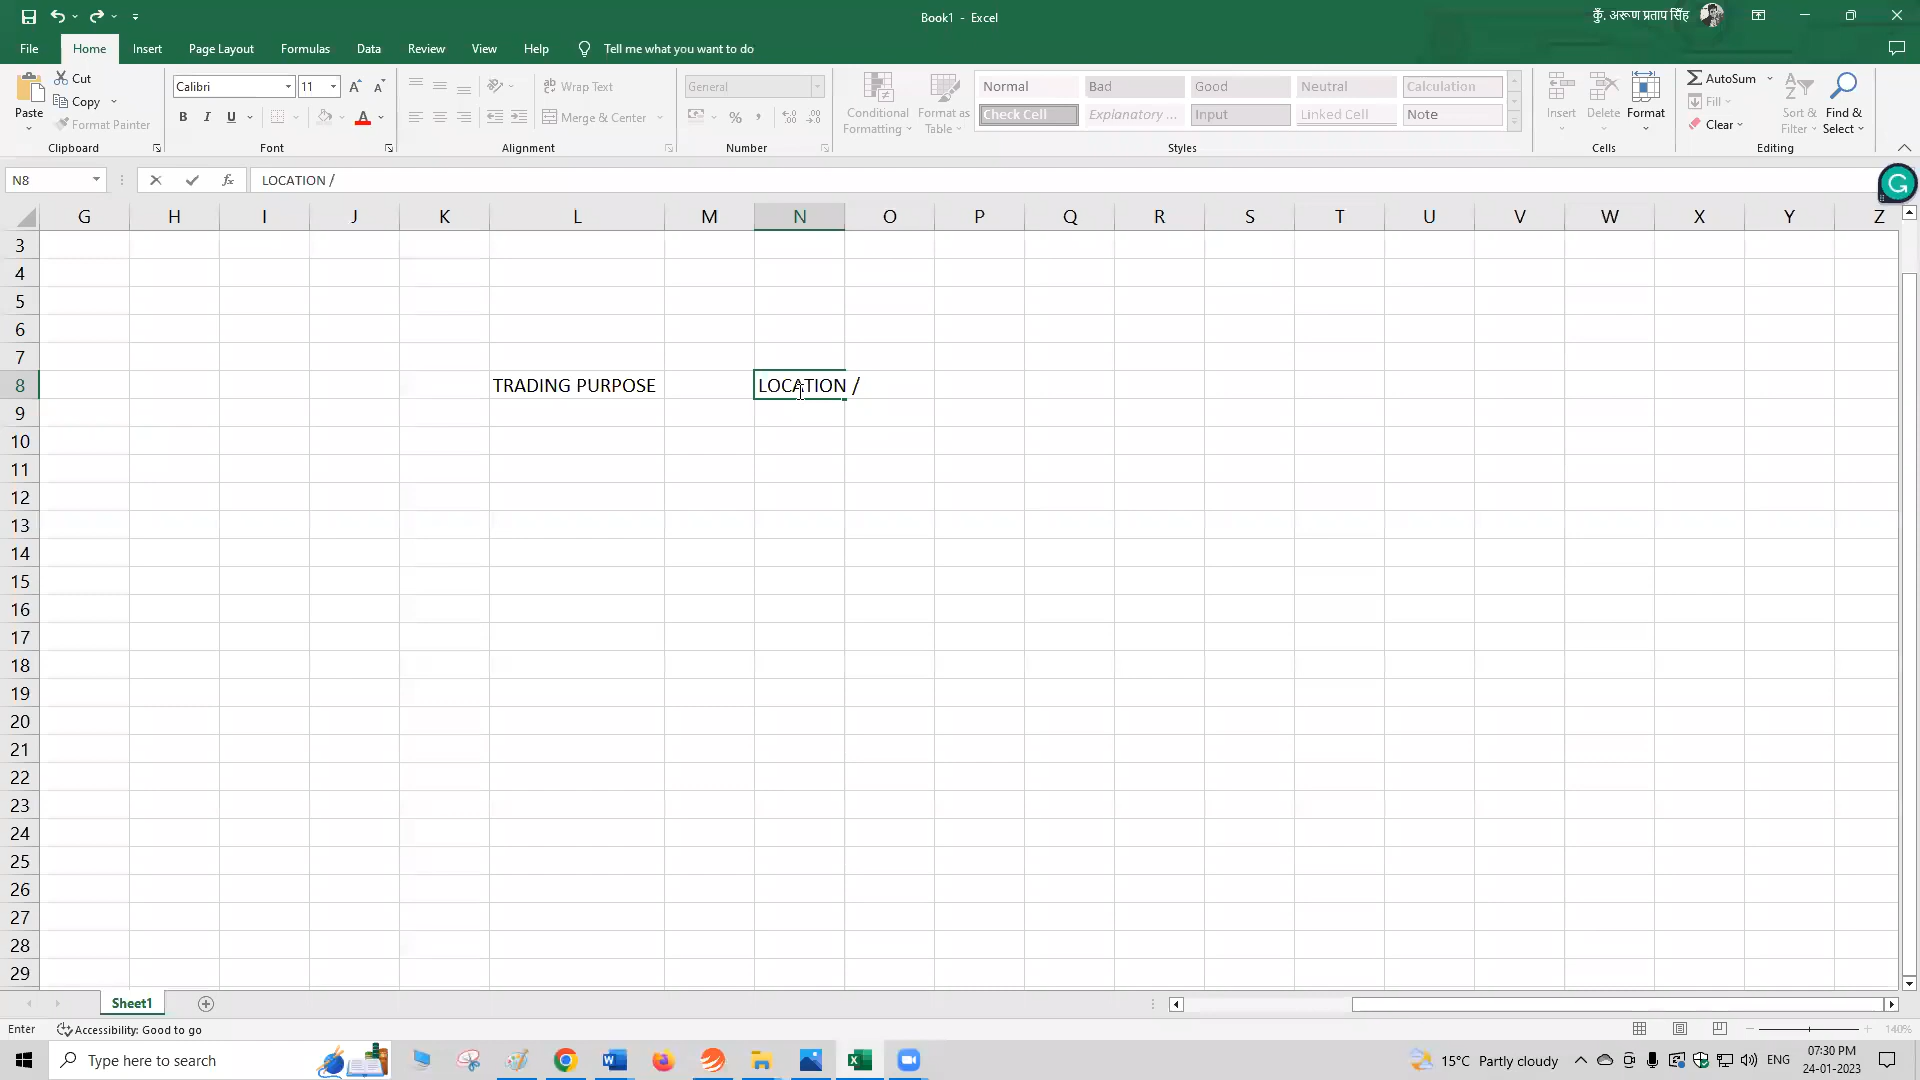 Book1 - Excel
कुँ. अरूण प्रताप सिँह
File Home Insert Page Layout Formulas Data Review View Help Tell me what you want to do
Paste
Cut
Copy
Format Painter
Clipboard
Calibri 11
B I U
Font
Wrap Text
Merge & Center
Alignment
General
Number
Conditional Formatting
Format as Table
Normal Bad Good Neutral Calculation
Check Cell Explanatory ... Input Linked Cell Note
Styles
Insert Delete Format
Cells
AutoSum
Fill
Clear
Sort & Filter
Find & Select
Editing
N8 fx LOCATION /
G H I J K L M N O P Q R S T U V W X Y Z
3
4
5
6
7
8 TRADING PURPOSE LOCATION /
9
10
11
12
13
14
15
16
17
18
19
20
21
22
23
24
25
26
27
28
29
Sheet1
Enter Accessibility: Good to go 140%
Type here to search
15°C Partly cloudy
ENG
07:30 PM
24-01-2023